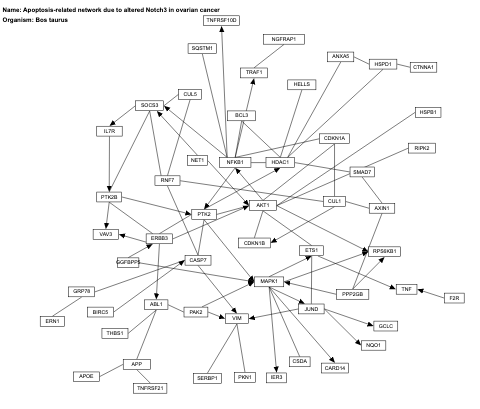 Name: Apoptosis-related network due to altered Notch3 in ovarian cancer
Organism: Bos taurus
TNFRSF10D
NGFRAP1
SQSTM1
ANXA5
HSPD1
CTNNA1
TRAF1
HELLS
CUL5
SOCS3
BCL3
HSPB1
IL7R
CDKN1A
RIPK2
NET1
NFKB1
HDAC1
SMAD7
RNF7
PTK2B
CUL1
AKT1
AXIN1
PTK2
VAV3
ERBB3
CDKN1B
ETS1
RPS6KB1
CASP7
MAPK1
GRP78
PPP2GB
TNF
F2R
ABL1
BIRC5
PAK2
JUND
ERN1
VIM
GCLC
THBS1
NQO1
CSDA
APP
CARD14
APOE
SERBP1
PKN1
IER3
TNFRSF21